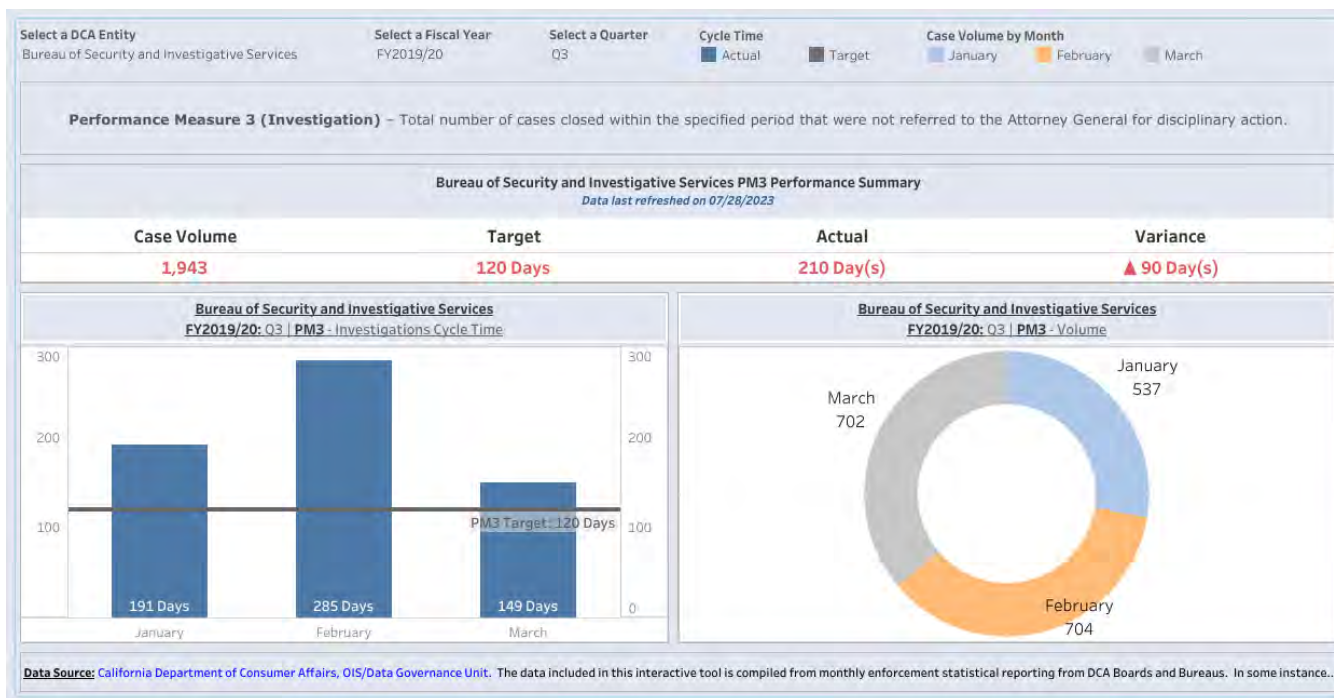 Select a DCA Entity
Bureau of Security and Investigative Services
Select a Fiscal Year
FY2019/20
Select a Quarter
Q3
Cycle Time
Actual
Target
Case Volume by Month
January
February
March
Performance Measure 3 (Investigation) – Total number of cases closed within the specified period that were not referred to the Attorney General for disciplinary action.
Bureau of Security and Investigative Services PM3 Performance Summary
Data last refreshed on 07/28/2023
Case Volume Target Actual Variance
1,943 120 Days 210 Day(s) ▲ 90 Day(s)
Bureau of Security and Investigative Services
FY2019/20: Q3 | PM3 - Investigations Cycle Time
300
200
100
300
200
100
0
PM3 Target: 120 Days
191 Days
285 Days
149 Days
January
February
March
Bureau of Security and Investigative Services
FY2019/20: Q3 | PM3 - Volume
January
537
March
702
February
704
Data Source: California Department of Consumer Affairs, OIS/Data Governance Unit. The data included in this interactive tool is compiled from monthly enforcement statistical reporting from DCA Boards and Bureaus. In some instance...